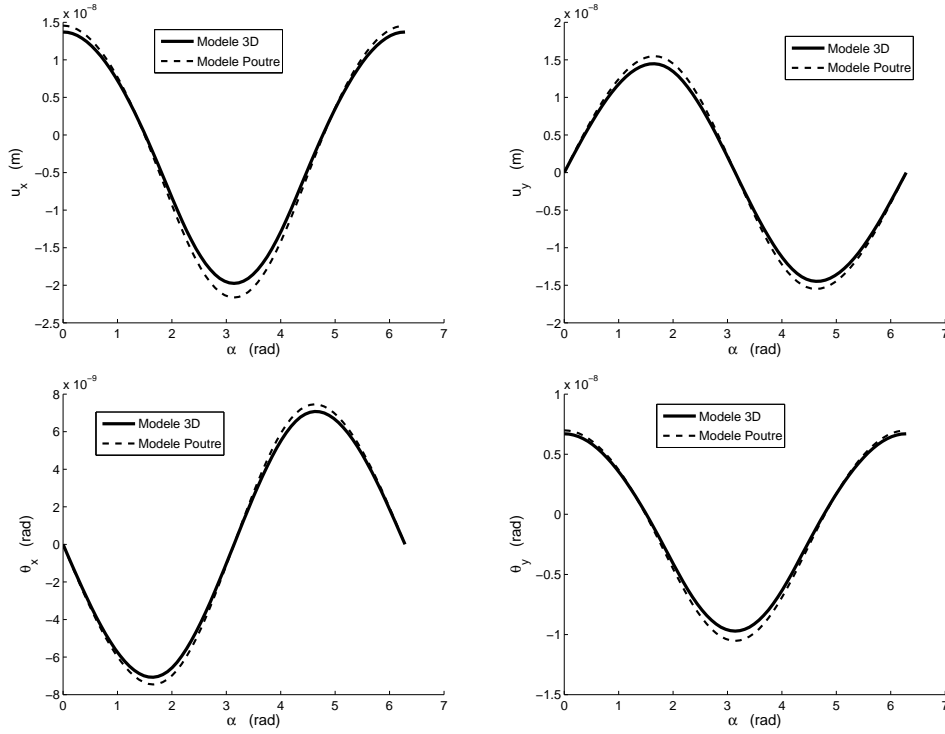 x 10⁻⁸
1.5
1
0.5
0
−0.5
−1
−1.5
−2
−2.5
u_x (m)
0 1 2 3 4 5 6 7
α (rad)
Modele 3D
Modele Poutre
x 10⁻⁸
2
1.5
1
0.5
0
−0.5
−1
−1.5
−2
u_y (m)
0 1 2 3 4 5 6 7
α (rad)
Modele 3D
Modele Poutre
x 10⁻⁹
8
6
4
2
0
−2
−4
−6
−8
θ_x (rad)
0 1 2 3 4 5 6 7
α (rad)
Modele 3D
Modele Poutre
x 10⁻⁸
1
0.5
0
−0.5
−1
−1.5
θ_y (rad)
0 1 2 3 4 5 6 7
α (rad)
Modele 3D
Modele Poutre